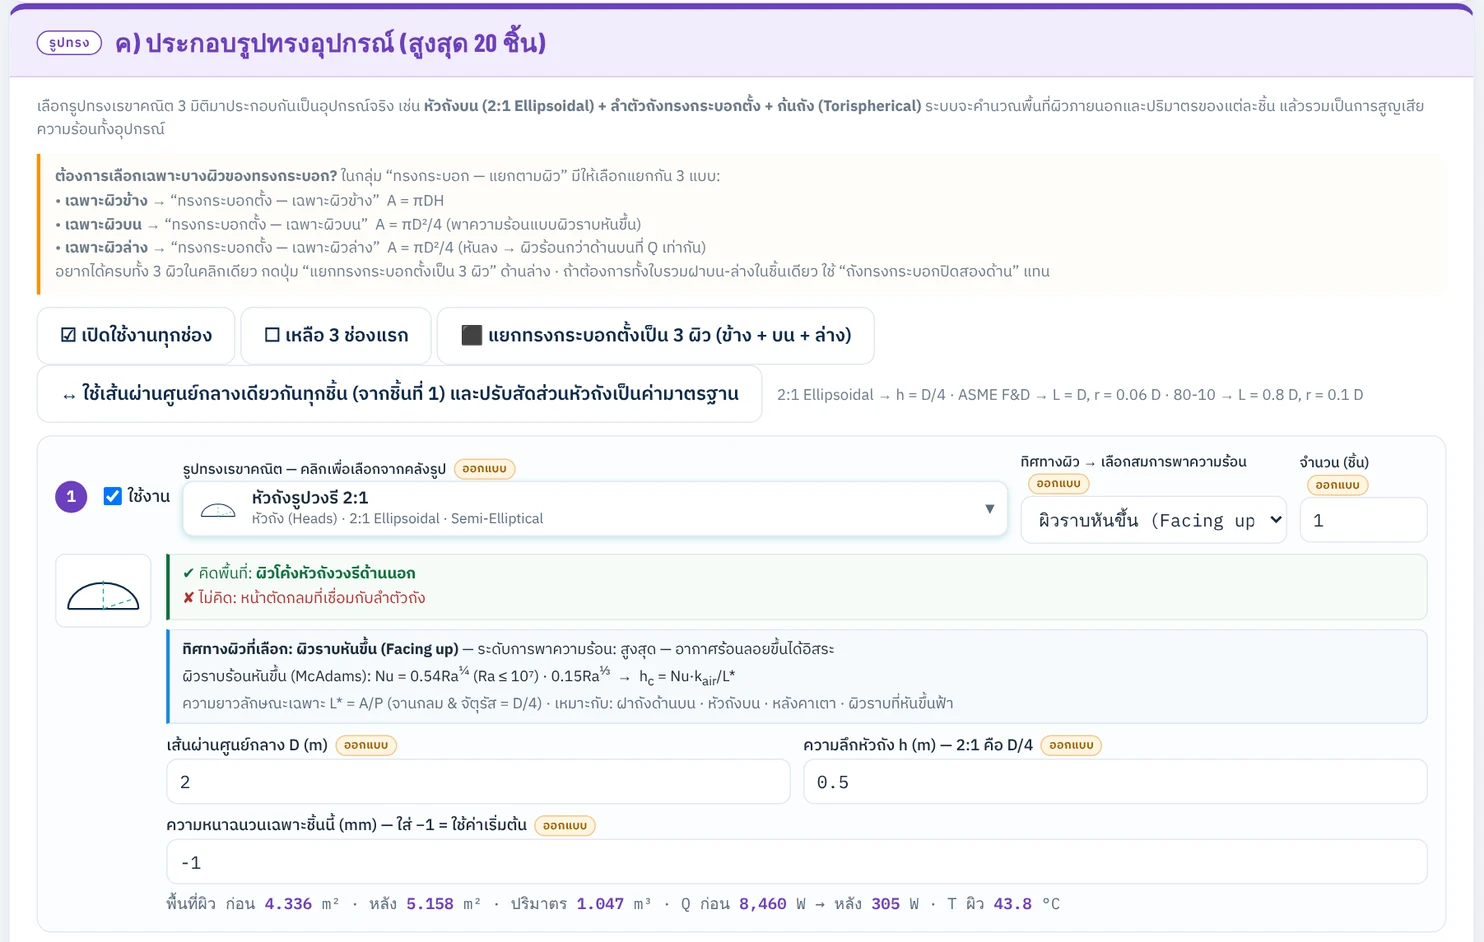 รูปทรง ค) ประกอบรูปทรงอุปกรณ์ (สูงสุด 20 ชิ้น)
เลือกรูปทรงเรขาคณิต 3 มิติมาประกอบกันเป็นอุปกรณ์จริง เช่น หัวถังบน (2:1 Ellipsoidal) + ลำตัวถังทรงกระบอกตั้ง + ก้นถัง (Torispherical) ระบบจะคำนวณพื้นที่ผิวภายนอกและปริมาตรของแต่ละชิ้น แล้วรวมเป็นการสูญเสีย
ความร้อนทั้งอุปกรณ์
ต้องการเลือกเฉพาะบางผิวของทรงกระบอก? ในกลุ่ม “ทรงกระบอก — แยกตามผิว” มีให้เลือกแยกกัน 3 แบบ:
• เฉพาะผิวข้าง → “ทรงกระบอกตั้ง — เฉพาะผิวข้าง” A = πDH
• เฉพาะผิวบน → “ทรงกระบอกตั้ง — เฉพาะผิวบน” A = πD²/4 (พาความร้อนแบบผิวราบหันขึ้น)
• เฉพาะผิวล่าง → “ทรงกระบอกตั้ง — เฉพาะผิวล่าง” A = πD²/4 (หันลง → ผิวร้อนกว่าด้านบนที่ Q เท่ากัน)
อยากได้ครบทั้ง 3 ผิวในคลิกเดียว กดปุ่ม “แยกทรงกระบอกตั้งเป็น 3 ผิว” ด้านล่าง · ถ้าต้องการทั้งใบรวมฝาบน-ล่างในชิ้นเดียว ใช้ “ถังทรงกระบอกปิดสองด้าน” แทน
☑ เปิดใช้งานทุกช่อง ☐ เหลือ 3 ช่องแรก ⬛ แยกทรงกระบอกตั้งเป็น 3 ผิว (ข้าง + บน + ล่าง)
↔ ใช้เส้นผ่านศูนย์กลางเดียวกันทุกชิ้น (จากชิ้นที่ 1) และปรับสัดส่วนหัวถังเป็นค่ามาตรฐาน 2:1 Ellipsoidal → h = D/4 · ASME F&D → L = D, r = 0.06 D · 80-10 → L = 0.8 D, r = 0.1 D
รูปทรงเรขาคณิต — คลิกเพื่อเลือกจากคลังรูป ออกแบบ
ทิศทางผิว → เลือกสมการพาความร้อน ออกแบบ
จำนวน (ชิ้น) ออกแบบ
1 ใช้งาน
หัวถังรูปวงรี 2:1
หัวถัง (Heads) · 2:1 Ellipsoidal · Semi-Elliptical
▼
ผิวราบหันขึ้น (Facing up
1
✔ คิดพื้นที่: ผิวโค้งหัวถังวงรีด้านนอก
✘ ไม่คิด: หน้าตัดกลมที่เชื่อมกับลำตัวถัง
ทิศทางผิวที่เลือก: ผิวราบหันขึ้น (Facing up) — ระดับการพาความร้อน: สูงสุด — อากาศร้อนลอยขึ้นได้อิสระ
ผิวราบร้อนหันขึ้น (McAdams): Nu = 0.54Ra¼ (Ra ≤ 10⁷) · 0.15Ra⅓ → hc = Nu·kair/L*
ความยาวลักษณะเฉพาะ L* = A/P (จานกลม & จัตุรัส = D/4) · เหมาะกับ: ฝาถังด้านบน · หัวถังบน · หลังคาเตา · ผิวราบที่หันขึ้นฟ้า
เส้นผ่านศูนย์กลาง D (m) ออกแบบ
ความลึกหัวถัง h (m) — 2:1 คือ D/4 ออกแบบ
2
0.5
ความหนาฉนวนเฉพาะชิ้นนี้ (mm) — ใส่ −1 = ใช้ค่าเริ่มต้น ออกแบบ
-1
พื้นที่ผิว ก่อน 4.336 m² · หลัง 5.158 m² · ปริมาตร 1.047 m³ · Q ก่อน 8,460 W → หลัง 305 W · T ผิว 43.8 °C